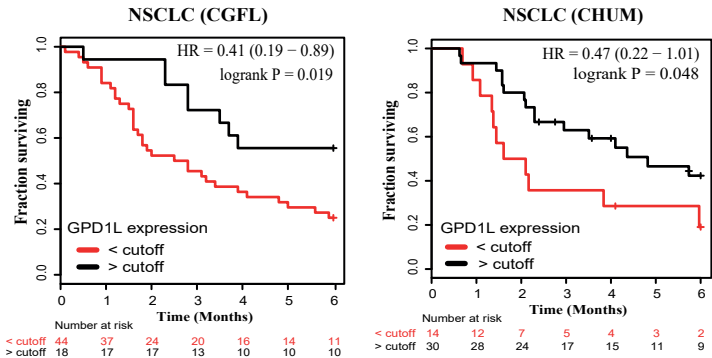 NSCLC (CGFL)
HR = 0.41 (0.19 − 0.89)
logrank P = 0.019
Fraction surviving
1.0
0.8
0.6
0.4
0.2
0.0
GPD1L expression
< cutoff
> cutoff
0 1 2 3 4 5 6
Time (Months)
Number at risk
< cutoff 44 37 24 20 16 14 11
> cutoff 18 17 17 13 10 10 10
NSCLC (CHUM)
HR = 0.47 (0.22 − 1.01)
logrank P = 0.048
Fraction surviving
1.0
0.8
0.6
0.4
0.2
0.0
GPD1L expression
< cutoff
> cutoff
0 1 2 3 4 5 6
Time (Months)
Number at risk
< cutoff 14 12 7 5 4 3 2
> cutoff 30 28 24 17 15 11 9